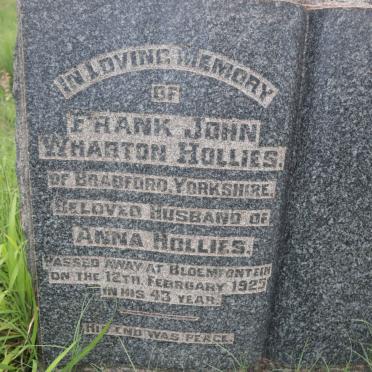 IN LOVING MEMORY
OF
FRANK JOHN
WHARTON HOLLIES.
OF BRADFORD, YORKSHIRE.
BELOVED HUSBAND OF
ANNA HOLLIES.
PASSED AWAY AT BLOEMFONTEIN
ON THE 12TH FEBRUARY 1925
IN HIS 43 YEAR.
HIS END WAS PEACE.